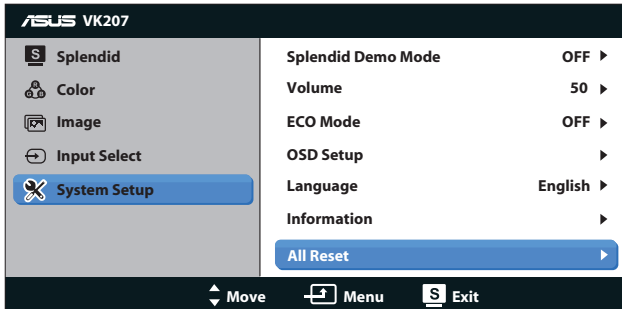 ASUS VK207
S Splendid
Color
Image
Input Select
System Setup
Splendid Demo Mode OFF
Volume 50
ECO Mode OFF
OSD Setup
Language English
Information
All Reset
Move Menu S Exit